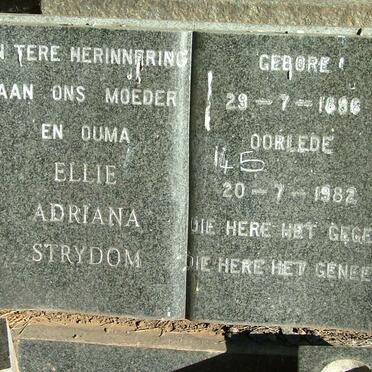 N TERE HERINNERING
AAN ONS MOEDER
EN OUMA
ELLIE
ADRIANA
STRYDOM
GEBORE
29-7-1886
OORLEDE
145
20-7-1982
DIE HERE HET GEGE
DIE HERE HET GENEE